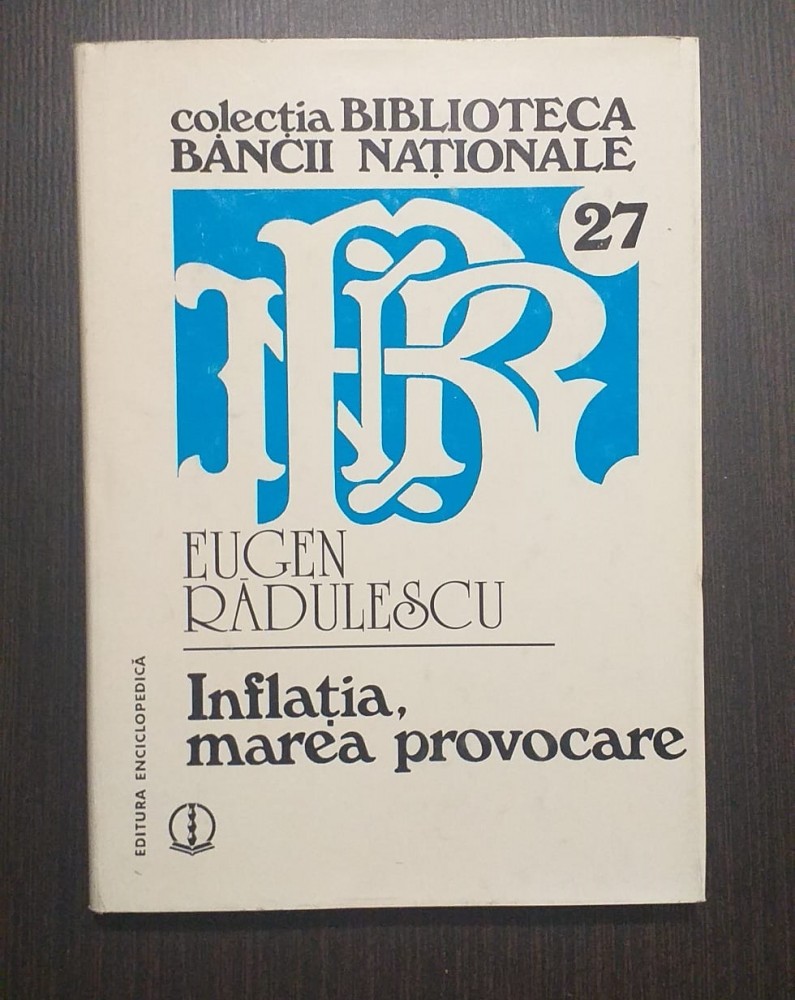 colecția BIBLIOTECA
BĂNCII NAȚIONALE
27
EUGEN
RĂDULESCU
Inflația,
marea provocare
EDITURA ENCICLOPEDICĂ